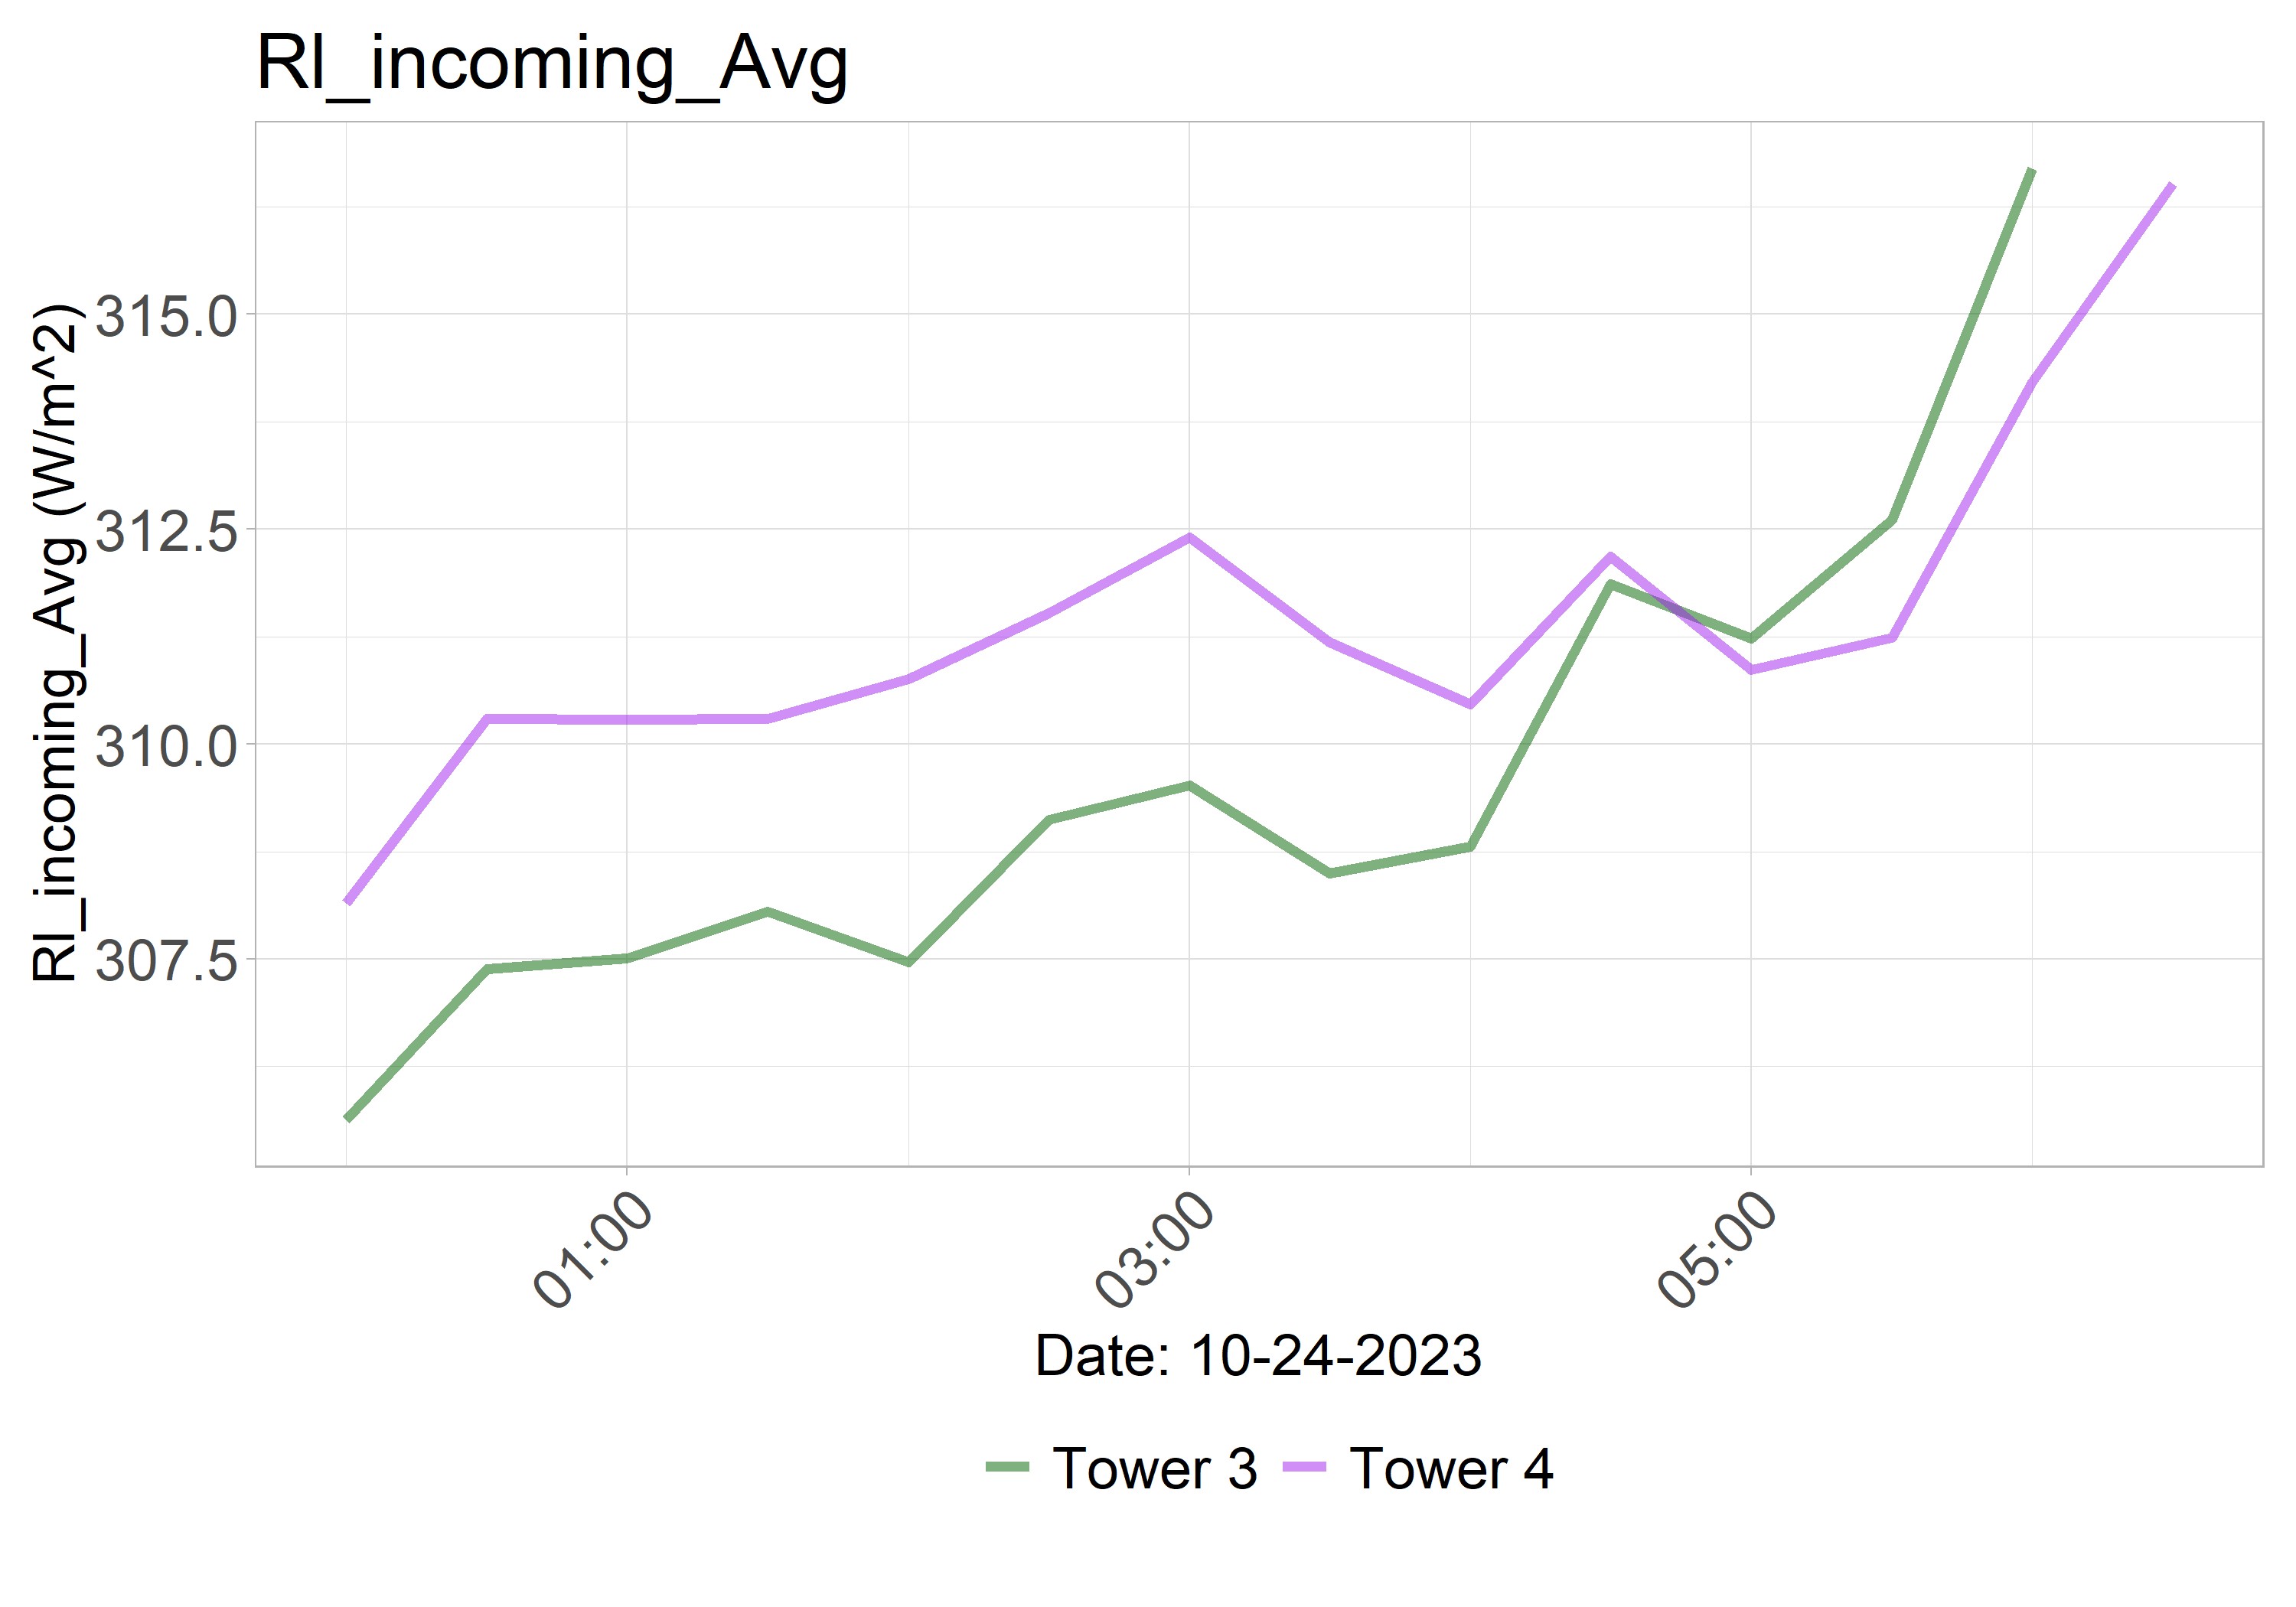 Rl_incoming_Avg
Rl_incoming_Avg (W/m^2)
315.0
312.5
310.0
307.5
01:00
03:00
05:00
Date: 10-24-2023
Tower 3
Tower 4